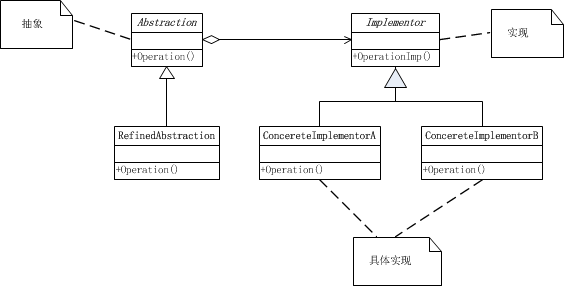 抽象
Abstraction
+Operation()
Implementor
+OperationImp()
实现
RefinedAbstraction
+Operation()
ConcereteImplementorA
+Operation()
ConcereteImplementorB
+Operation()
具体实现